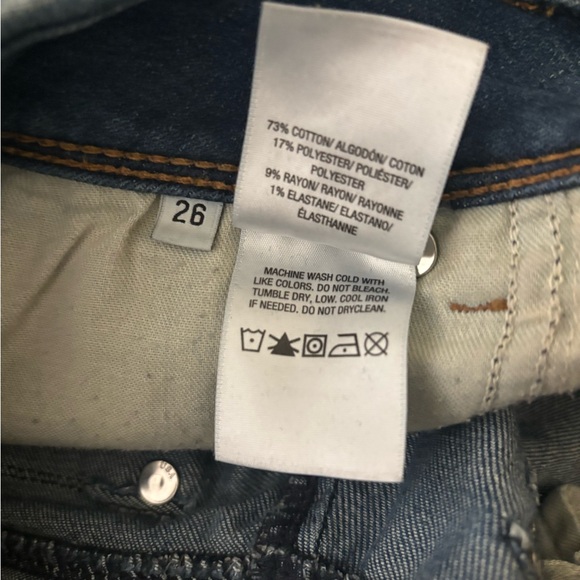 73% COTTON/ ALGODÓN/ COTON
17% POLYESTER/ POLIÉSTER/
POLYESTER
9% RAYON/ RAYON/ RAYONNE
1% ELASTANE/ ELASTANO/
ÉLASTHANNE
26
MACHINE WASH COLD WITH
LIKE COLORS. DO NOT BLEACH.
TUMBLE DRY, LOW. COOL IRON
IF NEEDED. DO NOT DRYCLEAN.
USA